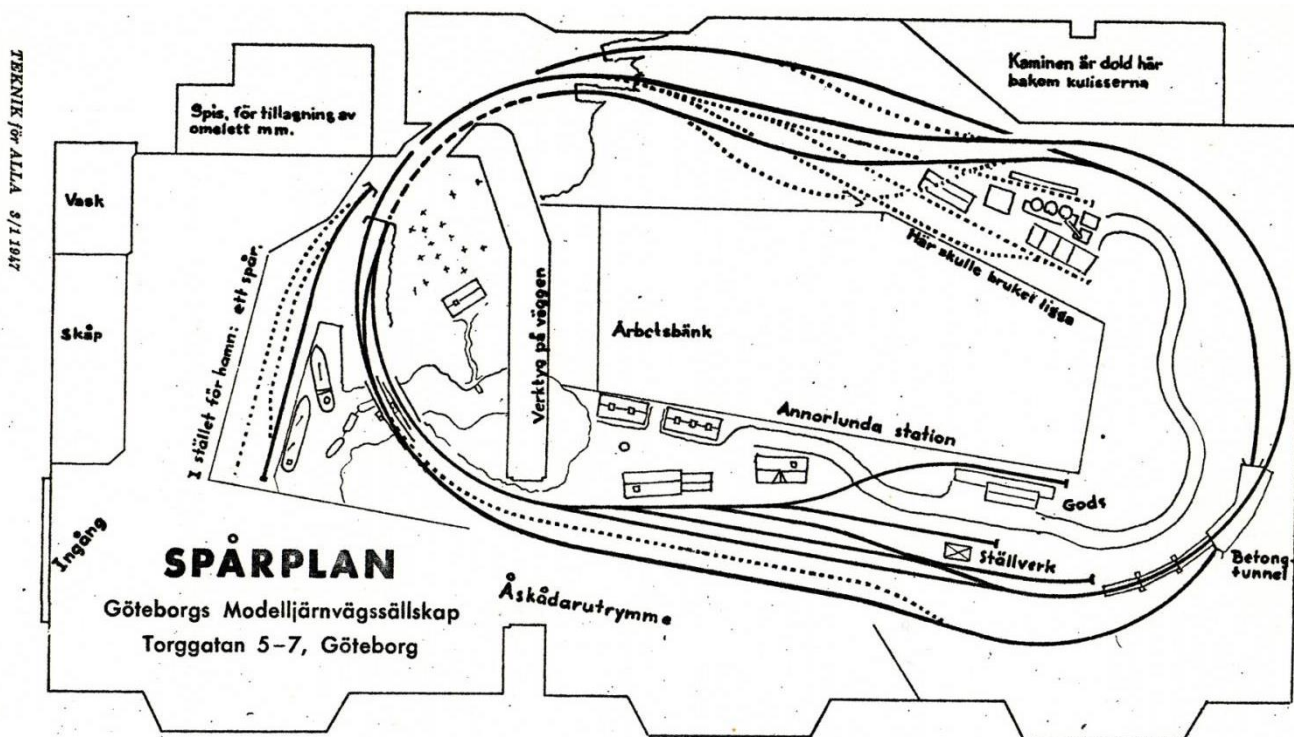 TEKNIK för ALLA 8/1 1947
Spis, för tillagning av
omelett mm.
Kaminen är dold här
bakom kulisserna
Vask
Skåp
I stället för hamn: ett spår.
Verktyg på väggen
Arbetsbänk
Här skulle bruket ligga
Annorlunda station
Gods
Ställverk
Betong-
tunnel
Ingång
SPÅRPLAN
Göteborgs Modelljärnvägssällskap
Torggatan 5-7, Göteborg
Åskådarutrymme